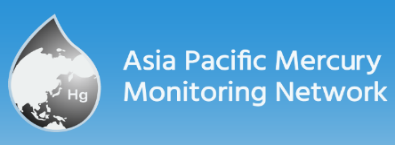 Asia Pacific Mercury
Hg
Monitoring Network